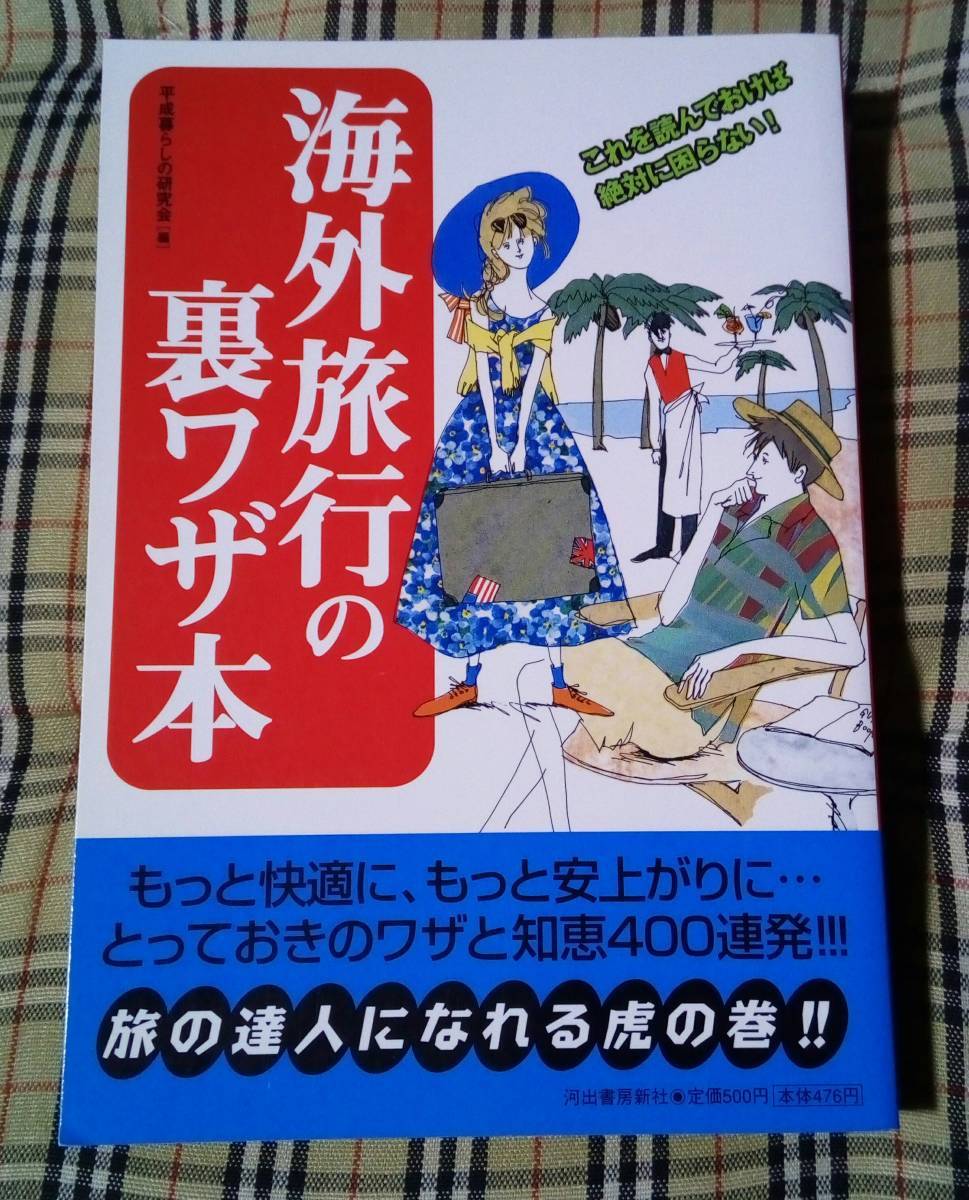 これを読んでおけば
絶対に困らない!
海外旅行の
裏ワザ本
平成暮らしの研究会[編]
もっと快適に、もっと安上がりに…
とっておきのワザと知恵400連発!!!
旅の達人になれる虎の巻!!
河出書房新社●定価500円 本体476円